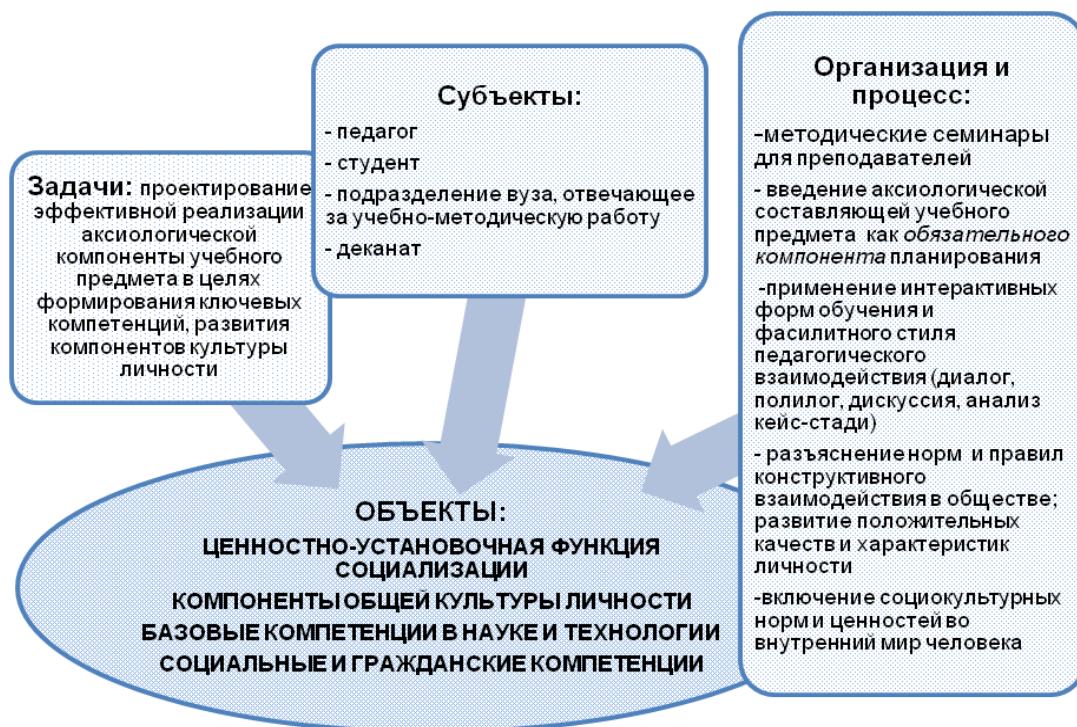 Задачи: проектирование
эффективной реализации
аксиологической
компоненты учебного
предмета в целях
формирования ключевых
компетенций, развития
компонентов культуры
личности
Субъекты:
- педагог
- студент
- подразделение вуза, отвечающее
за учебно-методическую работу
- деканат
Организация и
процесс:
-методические семинары
для преподавателей
- введение аксиологической
составляющей учебного
предмета как обязательного
компонента планирования
-применение интерактивных
форм обучения и
фасилитного стиля
педагогического
взаимодействия (диалог,
полилог, дискуссия, анализ
кейс-стади)
- разъяснение норм и правил
конструктивного
взаимодействия в обществе;
развитие положительных
качеств и характеристик
личности
-включение социокультурных
норм и ценностей во
внутренний мир человека
ОБЪЕКТЫ:
ЦЕННОСТНО-УСТАНОВОЧНАЯ ФУНКЦИЯ
СОЦИАЛИЗАЦИИ
КОМПОНЕНТЫ ОБЩЕЙ КУЛЬТУРЫ ЛИЧНОСТИ
БАЗОВЫЕ КОМПЕТЕНЦИИ В НАУКЕ И ТЕХНОЛОГИИ
СОЦИАЛЬНЫЕ И ГРАЖДАНСКИЕ КОМПЕТЕНЦИИ